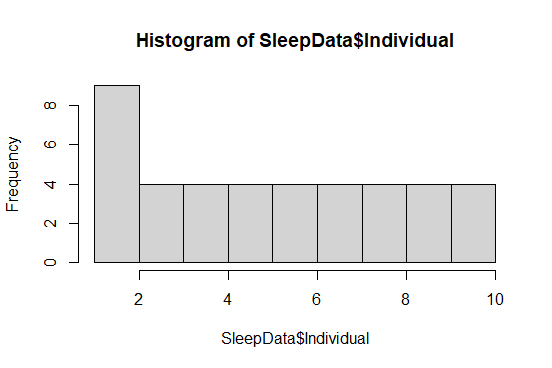 Histogram of SleepData$Individual
Frequency
0 2 4 6 8
2 4 6 8 10
SleepData$Individual